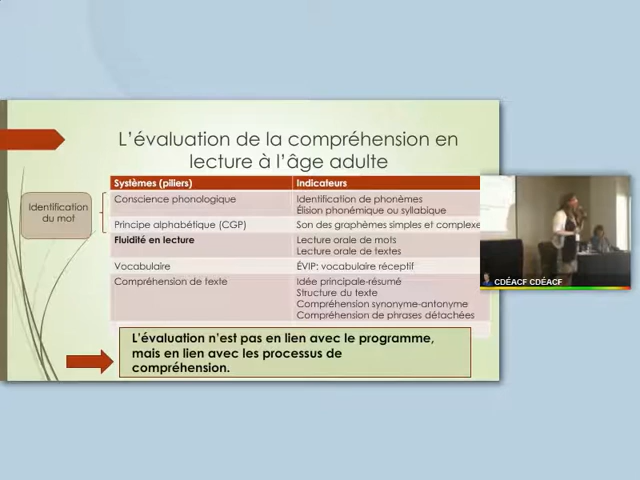 L'évaluation de la compréhension en
lecture à l'âge adulte
Systèmes (piliers) Indicateurs
Identification
du mot
Conscience phonologique Identification de phonèmes
Élision phonémique ou syllabique
Principe alphabétique (CGP) Son des graphèmes simples et complexe
Fluidité en lecture Lecture orale de mots
Lecture orale de textes
Vocabulaire ÉVIP: vocabulaire réceptif
Compréhension de texte Idée principale-résumé
Structure du texte
Compréhension synonyme-antonyme
Compréhension de phrases détachées
L'évaluation n'est pas en lien avec le programme,
mais en lien avec les processus de
compréhension.
CDÉACF CDÉACF